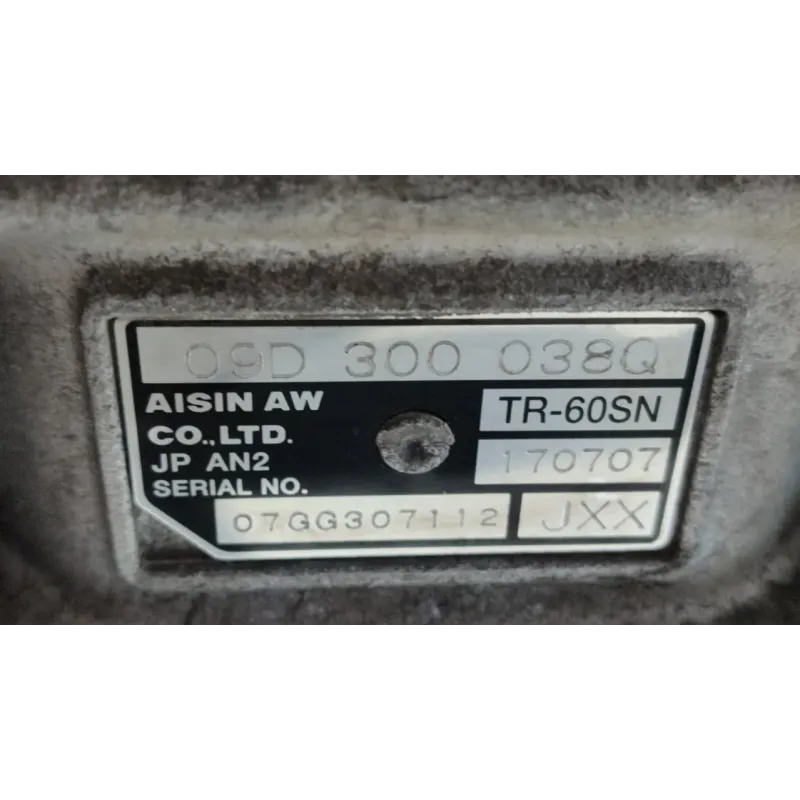 09D 300 038Q
AISIN AW
CO.,LTD.
TR-60SN
JP AN2
170707
SERIAL NO.
07GG307112
JXX